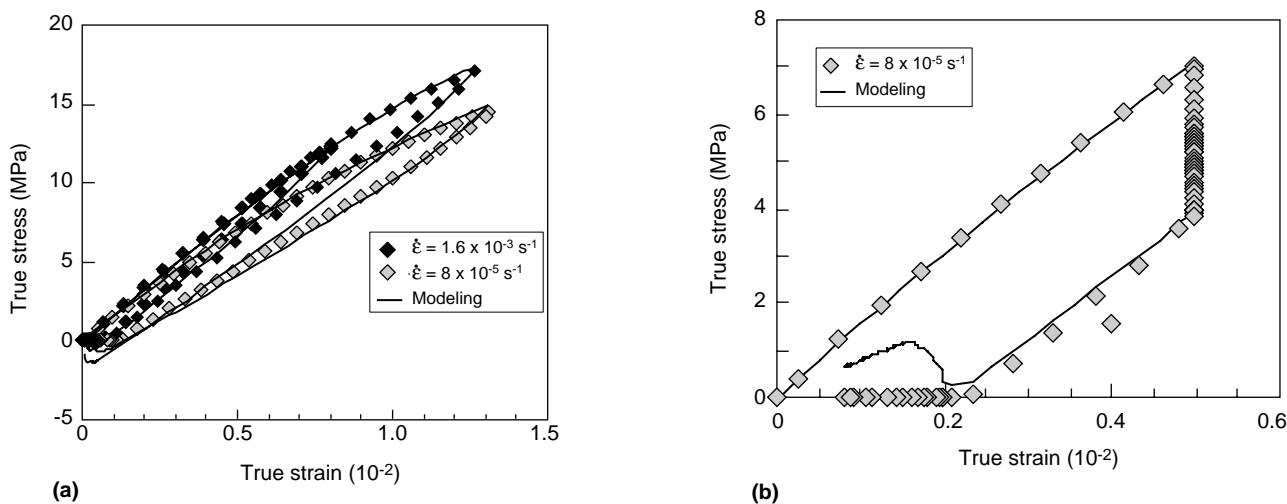 20
15
10
5
0
-5
0
0.5
1.0
1.5
True stress (MPa)
True strain (10-2)
ε̇ = 1.6 x 10-3 s-1
ε̇ = 8 x 10-5 s-1
Modeling
(a)
8
6
4
2
0
0
0.2
0.4
0.6
True stress (MPa)
True strain (10-2)
ε̇ = 8 x 10-5 s-1
Modeling
(b)